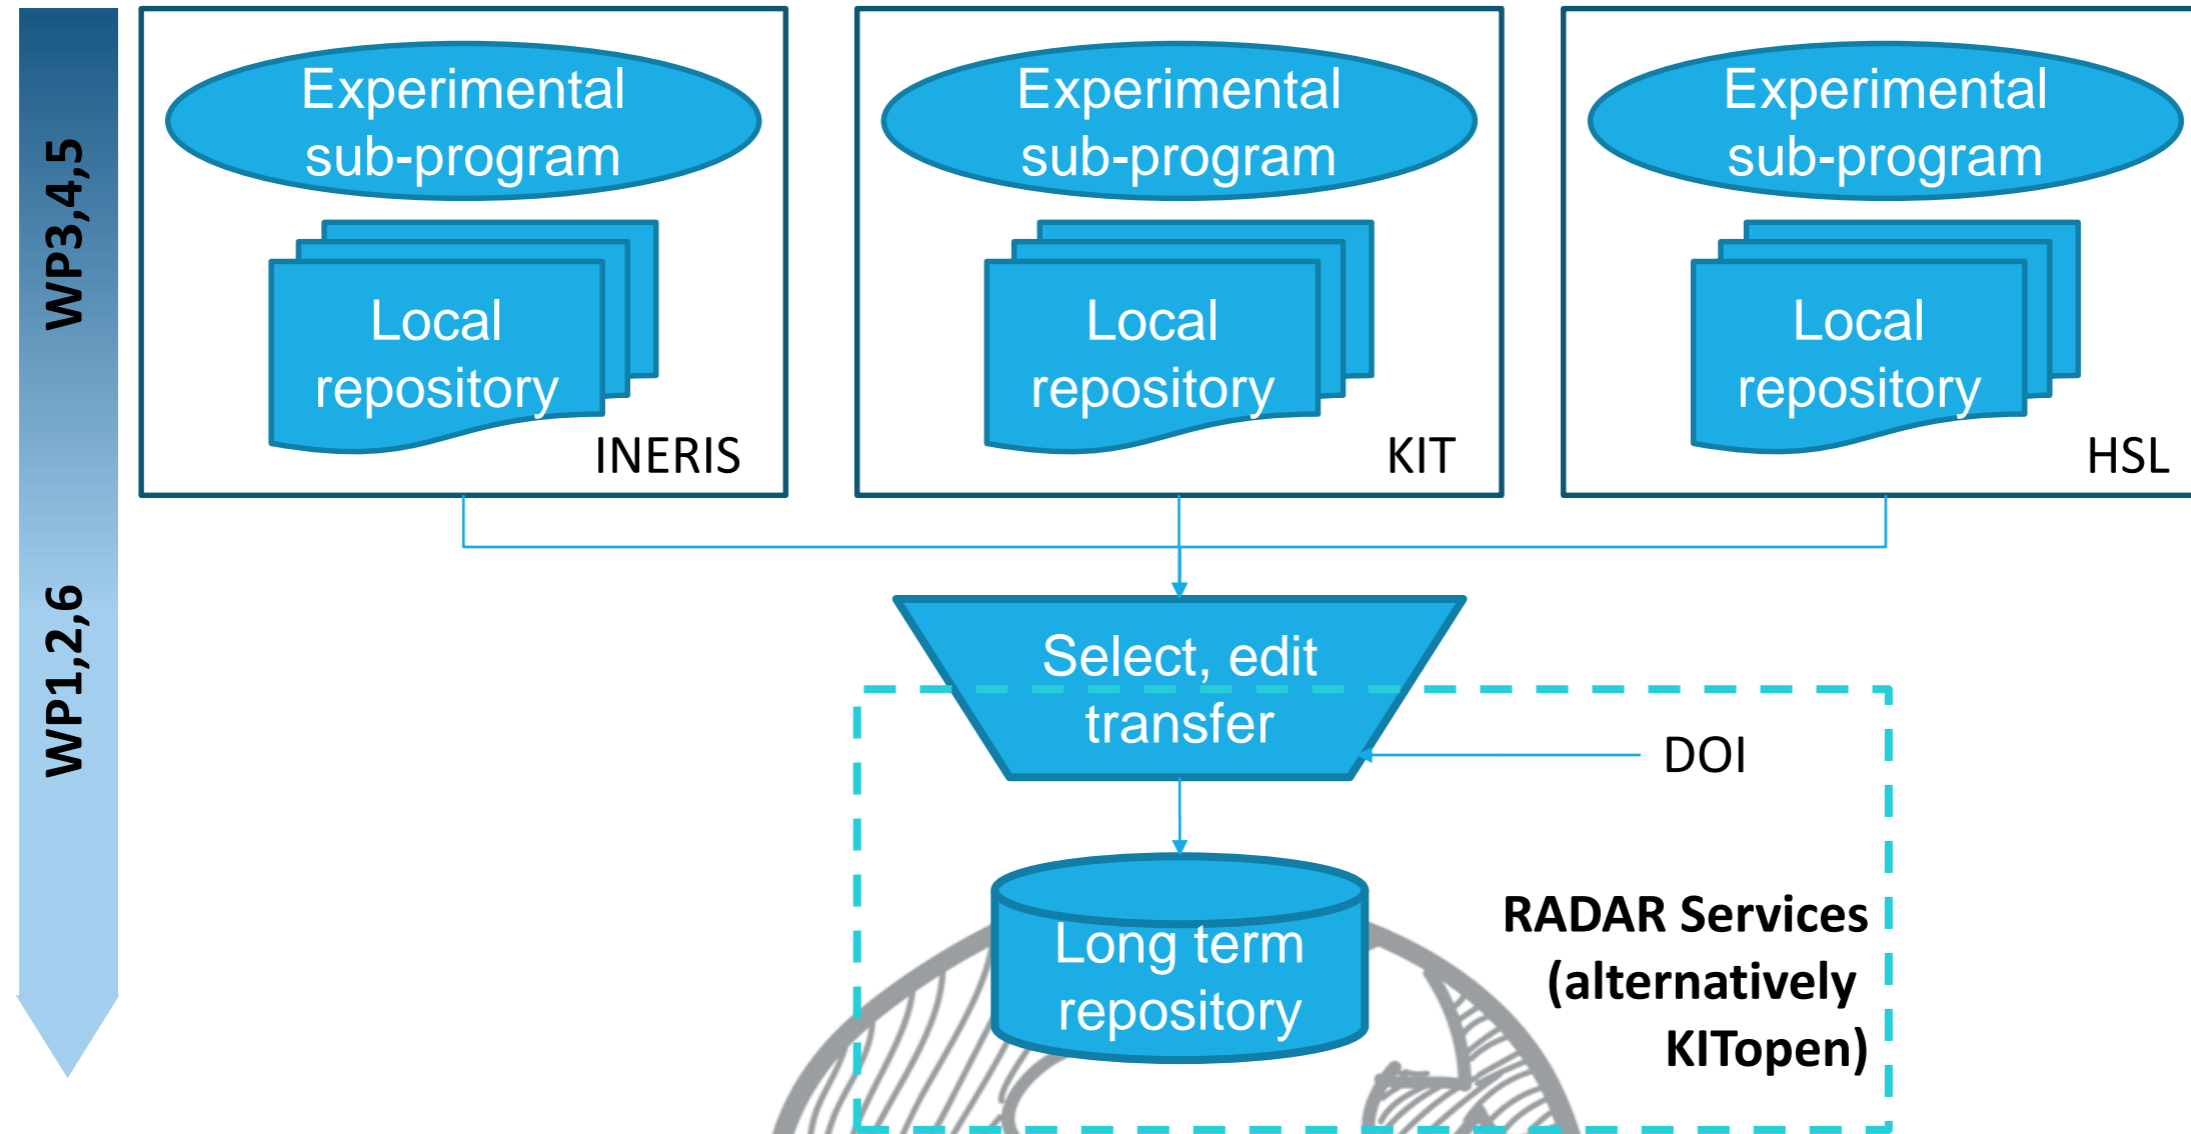 WP3,4,5
Experimental
sub-program
Local
repository
INERIS
Experimental
sub-program
Local
repository
KIT
Experimental
sub-program
Local
repository
HSL
WP1,2,6
Select, edit
transfer
DOI
Long term
repository
RADAR Services
(alternatively
KITopen)